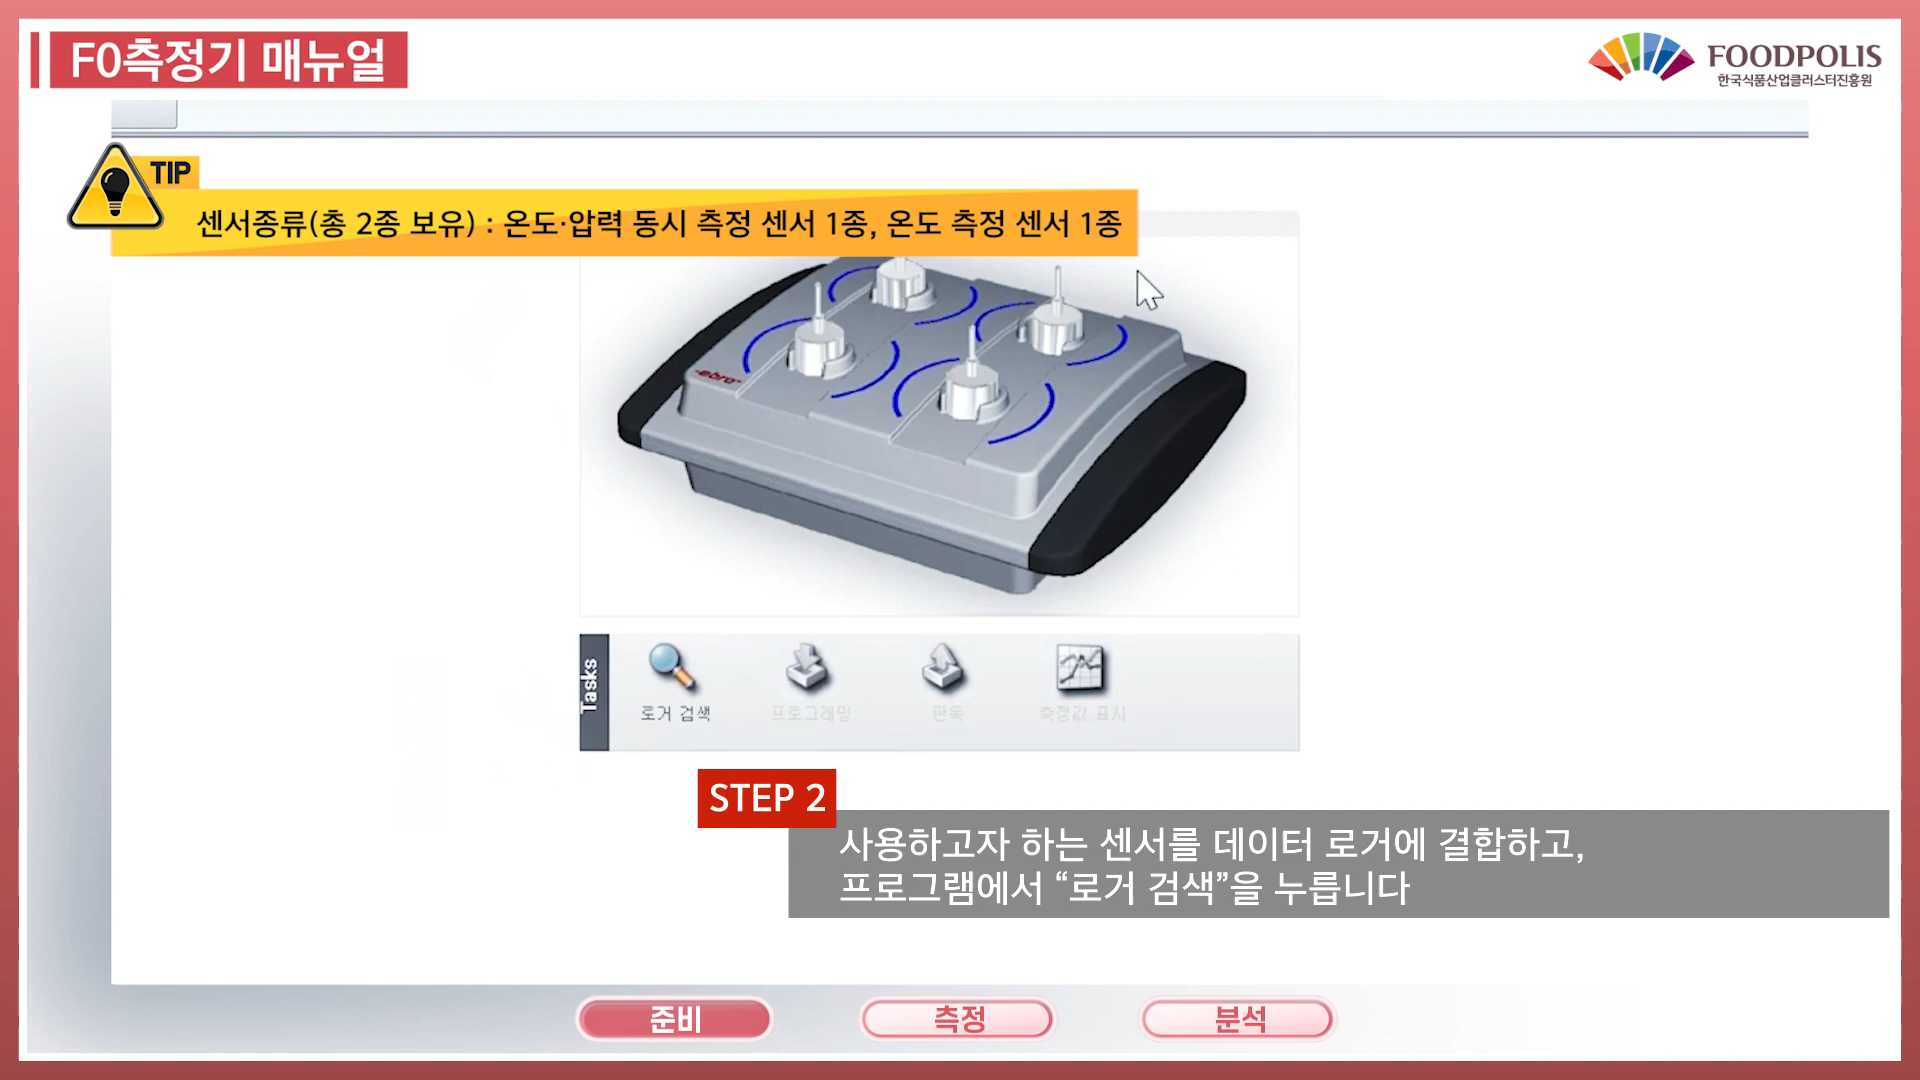 F0측정기 매뉴얼
FOODPOLIS
한국식품산업클러스터진흥원
TIP
센서종류(총 2종 보유) : 온도·압력 동시 측정 센서 1종, 온도 측정 센서 1종
-ebro-
Tasks
로거 검색
프로그래밍
판독
측정값 표시
STEP 2
사용하고자 하는 센서를 데이터 로거에 결합하고,
프로그램에서 “로거 검색”을 누릅니다
준비
측정
분석